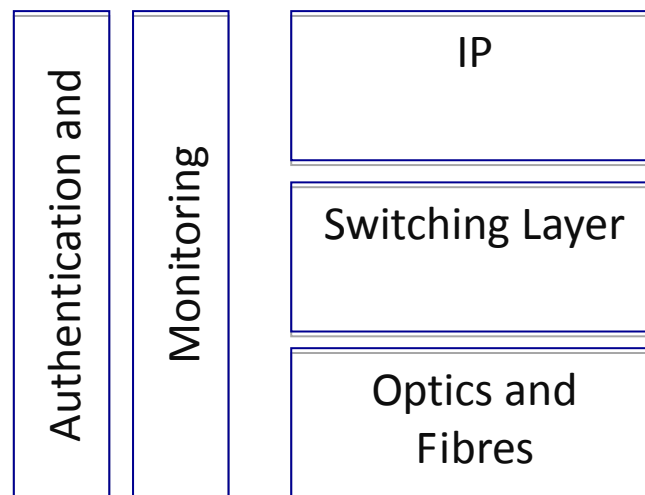 Authentication and
Monitoring
IP
Switching Layer
Optics and
Fibres